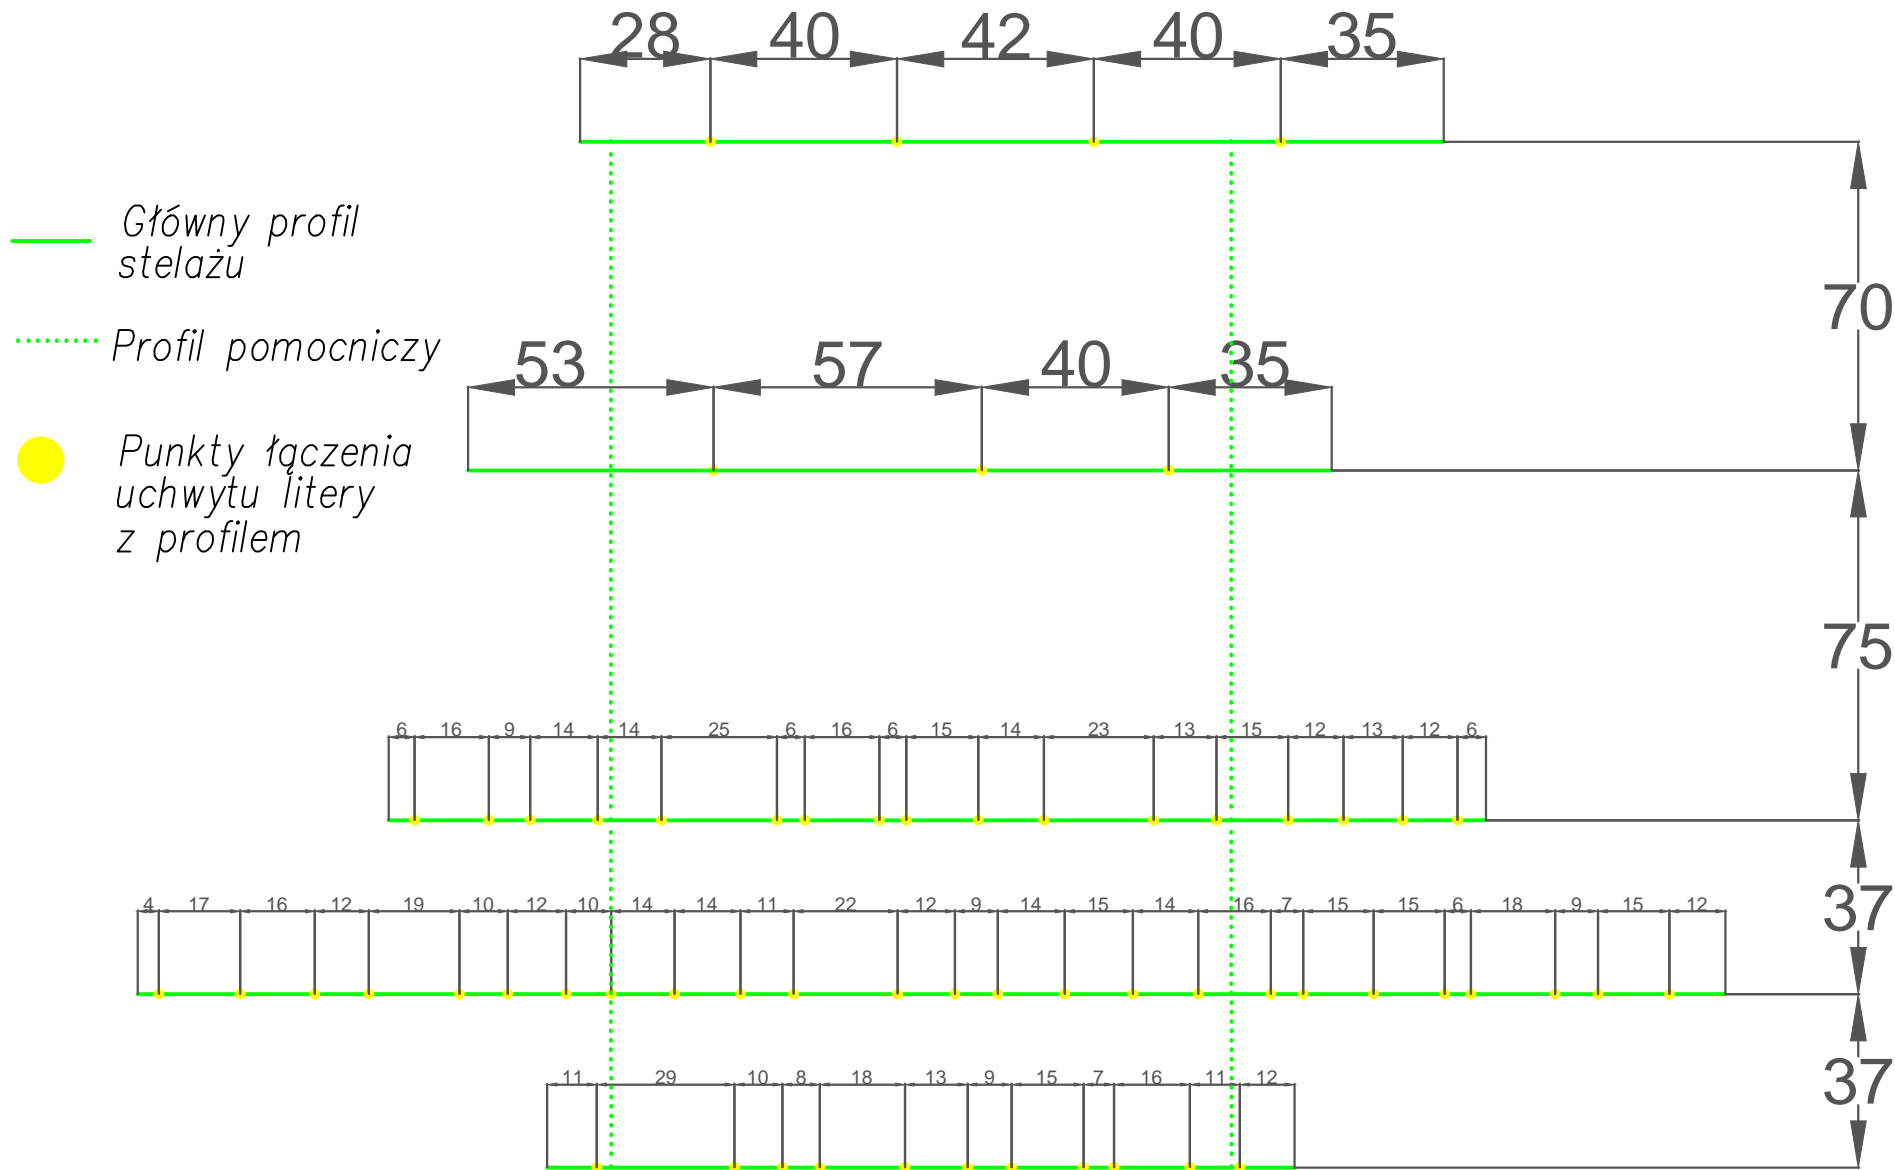 28 40 42 40 35
Główny profil
stelażu
70
Profil pomocniczy
53 57 40 35
Punkty łączenia
uchwytu litery
z profilem
75
6 16 9 14 14 25 6 16 6 15 14 23 13 15 12 13 12 6
4 17 16 12 19 10 12 10 14 14 11 22 12 9 14 15 14 16 7 15 15 6 18 9 15 12
37
11 29 10 8 18 13 9 15 7 16 11 12
37